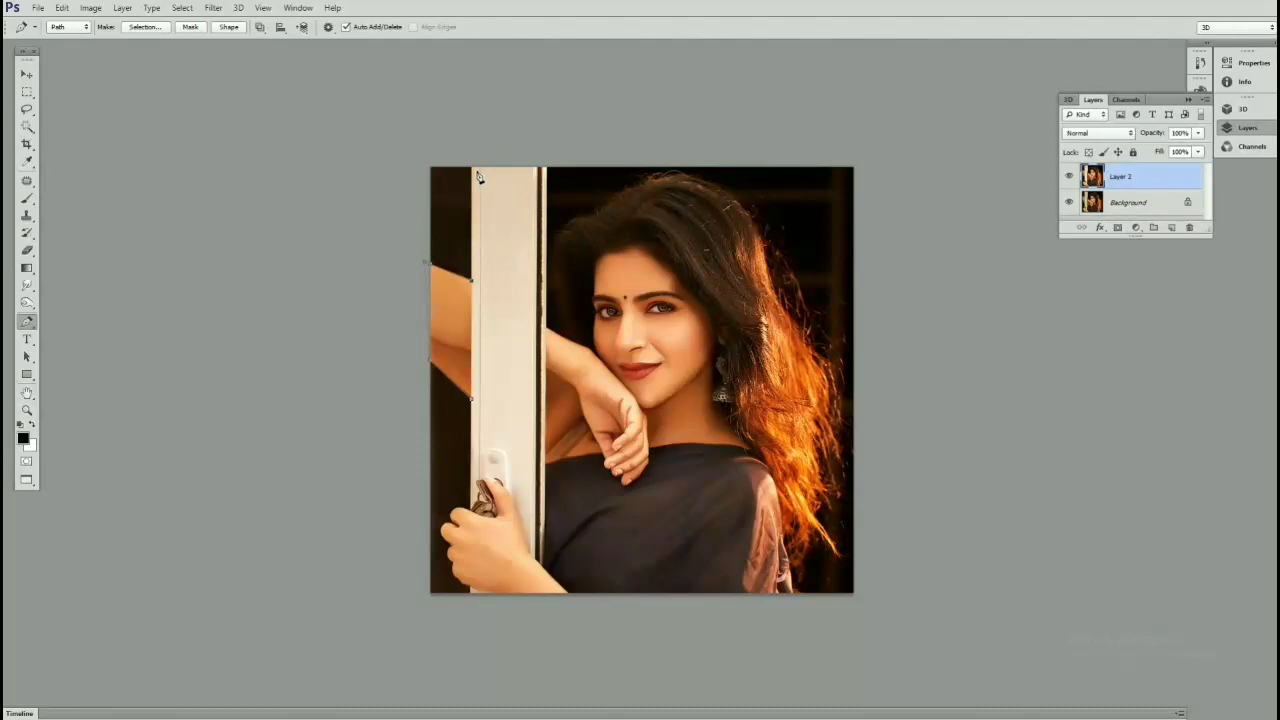 Ps File Edit Image Layer Type Select Filter 3D View Window Help
Path Make: Selection... Mask Shape Auto Add/Delete Align Edges 3D
Properties
Info
3D
Layers
Channels
3D Layers Channels
Kind T
Normal Opacity: 100%
Lock: Fill: 100%
Layer 2
Background
fx
T
Timeline